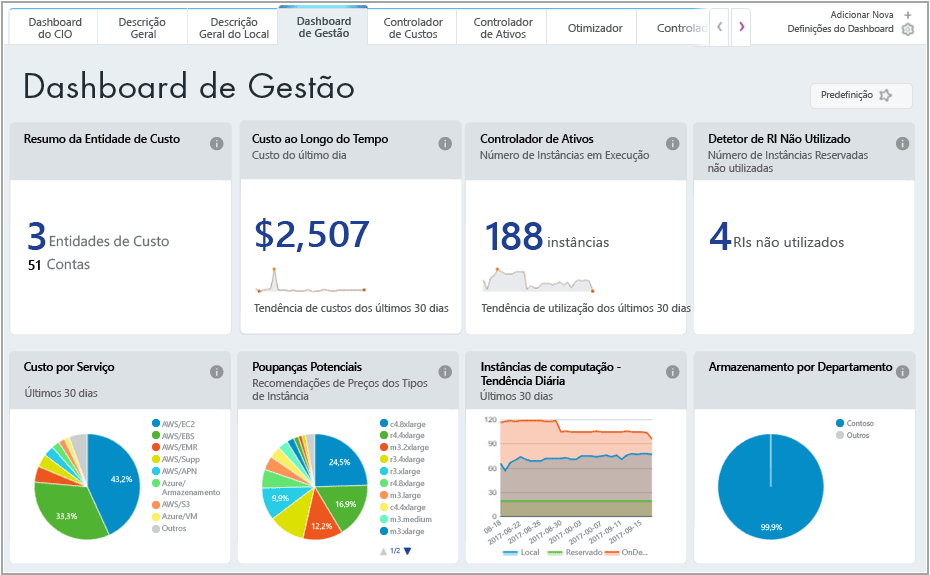 Dashboard
do CIO
Descrição
Geral
Descrição
Geral do Local
Dashboard
de Gestão
Controlador
de Custos
Controlador
de Ativos
Otimizador
Controlad
Adicionar Nova +
Definições do Dashboard
Dashboard de Gestão
Predefinição
Resumo da Entidade de Custo
3 Entidades de Custo
51 Contas
Custo ao Longo do Tempo
Custo do último dia
$2,507
Tendência de custos dos últimos 30 dias
Controlador de Ativos
Número de Instâncias em Execução
188 instâncias
Tendência de utilização dos últimos 30 dias
Detetor de RI Não Utilizado
Número de Instâncias Reservadas
não utilizadas
4 RIs não utilizados
Custo por Serviço
Últimos 30 dias
43,2%
33,3%
AWS/EC2
AWS/EBS
AWS/EMR
AWS/Supp
AWS/APN
Azure/
Armazenamento
AWS/S3
Azure/VM
Outros
Poupanças Potenciais
Recomendações de Preços dos Tipos
de Instância
24,5%
16,9%
12,2%
9,9%
c4.8xlarge
r4.4xlarge
m3.2xlarge
r3.4xlarge
r3.xlarge
r4.8xlarge
m3.large
c4.4xlarge
m3.medium
m3.xlarge
1/2
Instâncias de computação -
Tendência Diária
Últimos 30 dias
120
90
60
30
0
08-18
2017-08-22
2017-08-26
2017-08-30
00-03
2017-00-07
2017-09-11
2017-09-15
Local
Reservado
OnDe...
Armazenamento por Departamento
Contoso
Outros
99,9%